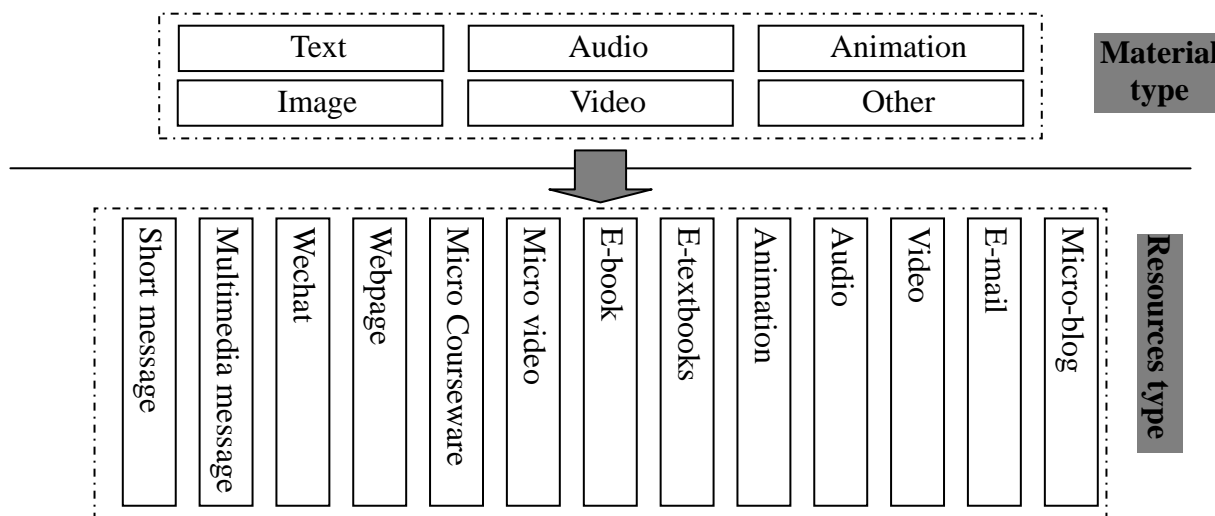 Text
Audio
Animation
Material
type
Image
Video
Other
Short message
Multimedia message
Wechat
Webpage
Micro Courseware
Micro video
E-book
E-textbooks
Animation
Audio
Video
E-mail
Micro-blog
Resources type